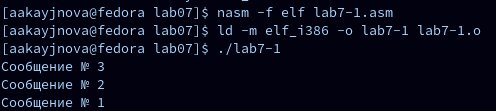 [aakayjnova@fedora lab07]$ nasm -f elf lab7-1.asm
[aakayjnova@fedora lab07]$ ld -m elf_i386 -o lab7-1 lab7-1.o
[aakayjnova@fedora lab07]$ ./lab7-1
Сообщение № 3
Сообщение № 2
Сообщение № 1